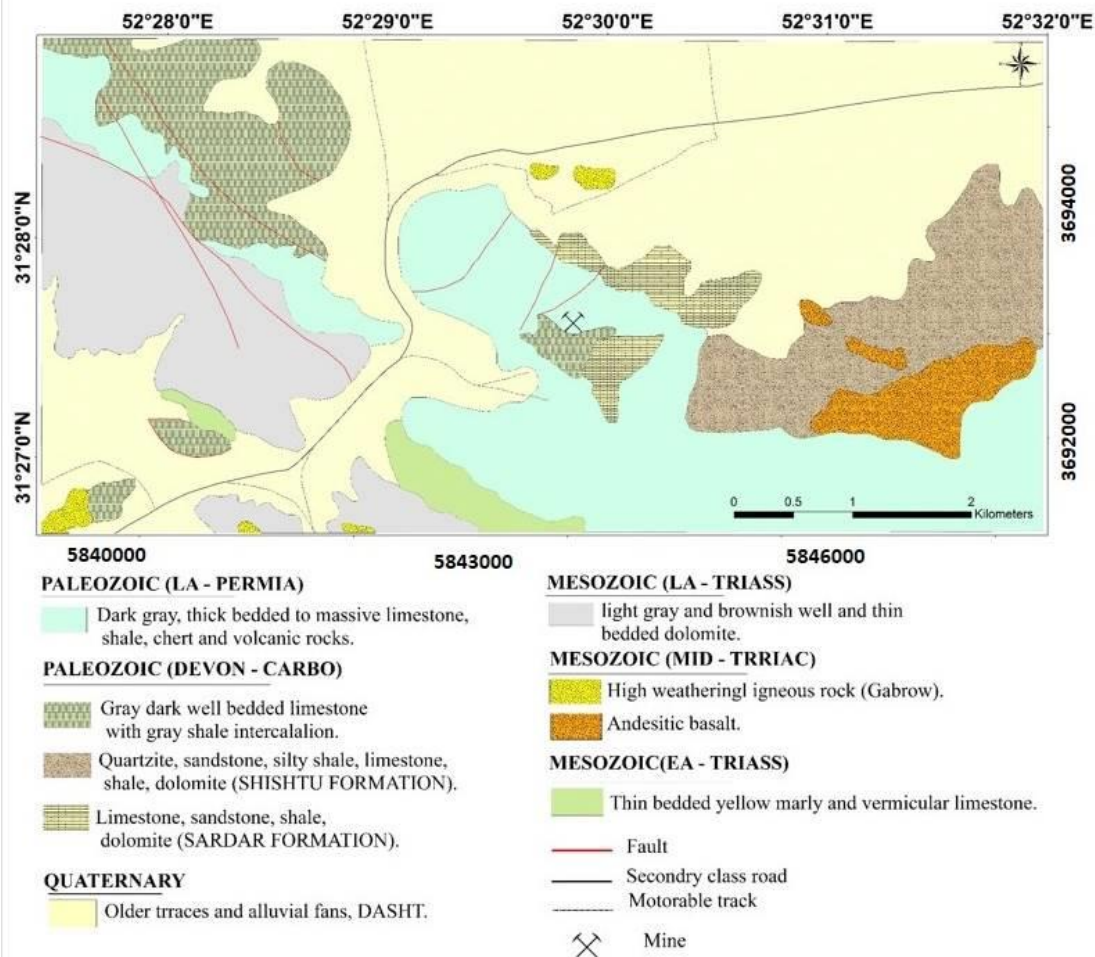 52°28'0"E 52°29'0"E 52°30'0"E 52°31'0"E 52°32'0"E
31°28'0"N
31°27'0"N
3694000
3692000
0 0.5 1 2
Kilometers
5840000 5843000 5846000
PALEOZOIC (LA - PERMIA)
Dark gray, thick bedded to massive limestone,
shale, chert and volcanic rocks.
PALEOZOIC (DEVON - CARBO)
Gray dark well bedded limestone
with gray shale intercalalion.
Quartzite, sandstone, silty shale, limestone,
shale, dolomite (SHISHTU FORMATION).
Limestone, sandstone, shale,
dolomite (SARDAR FORMATION).
QUATERNARY
Older trraces and alluvial fans, DASHT.
MESOZOIC (LA - TRIASS)
light gray and brownish well and thin
bedded dolomite.
MESOZOIC (MID - TRRIAC)
High weatheringl igneous rock (Gabrow).
Andesitic basalt.
MESOZOIC(EA - TRIASS)
Thin bedded yellow marly and vermicular limestone.
Fault
Secondry class road
Motorable track
Mine